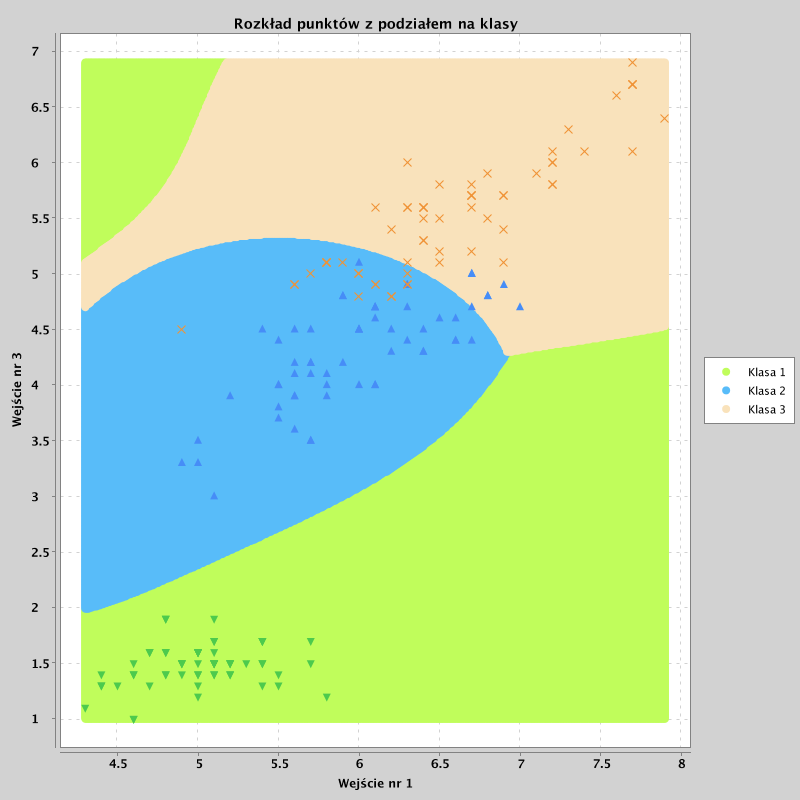 Rozkład punktów z podziałem na klasy
7
6.5
6
5.5
5
4.5
4
3.5
3
2.5
2
1.5
1
Wejście nr 3
4.5 5 5.5 6 6.5 7 7.5 8
Wejście nr 1
Klasa 1
Klasa 2
Klasa 3